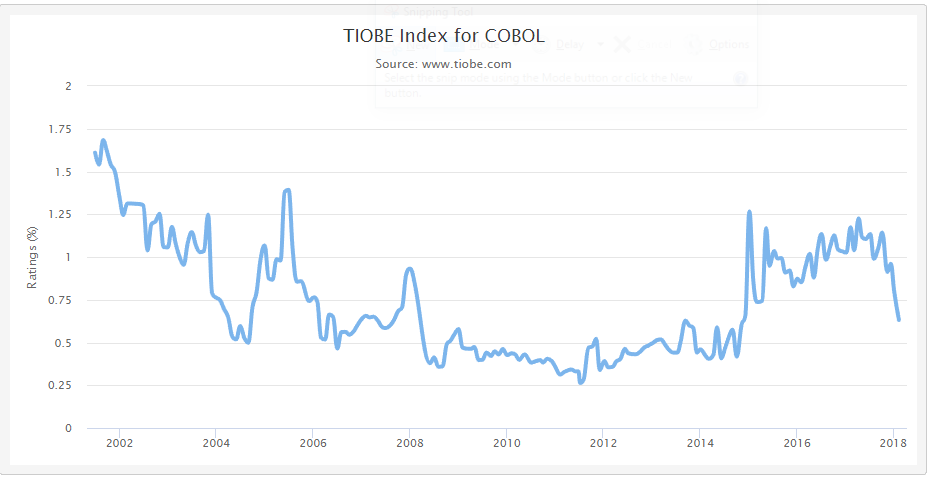 Snipping Tool
TIOBE Index for COBOL
Delay
Options
Source: www.tiobe.com
Select the snip mode using the Mode button or click the New
button.
2
1.75
1.5
1.25
1
0.75
0.5
0.25
0
Ratings (%)
2002 2004 2006 2008 2010 2012 2014 2016 2018